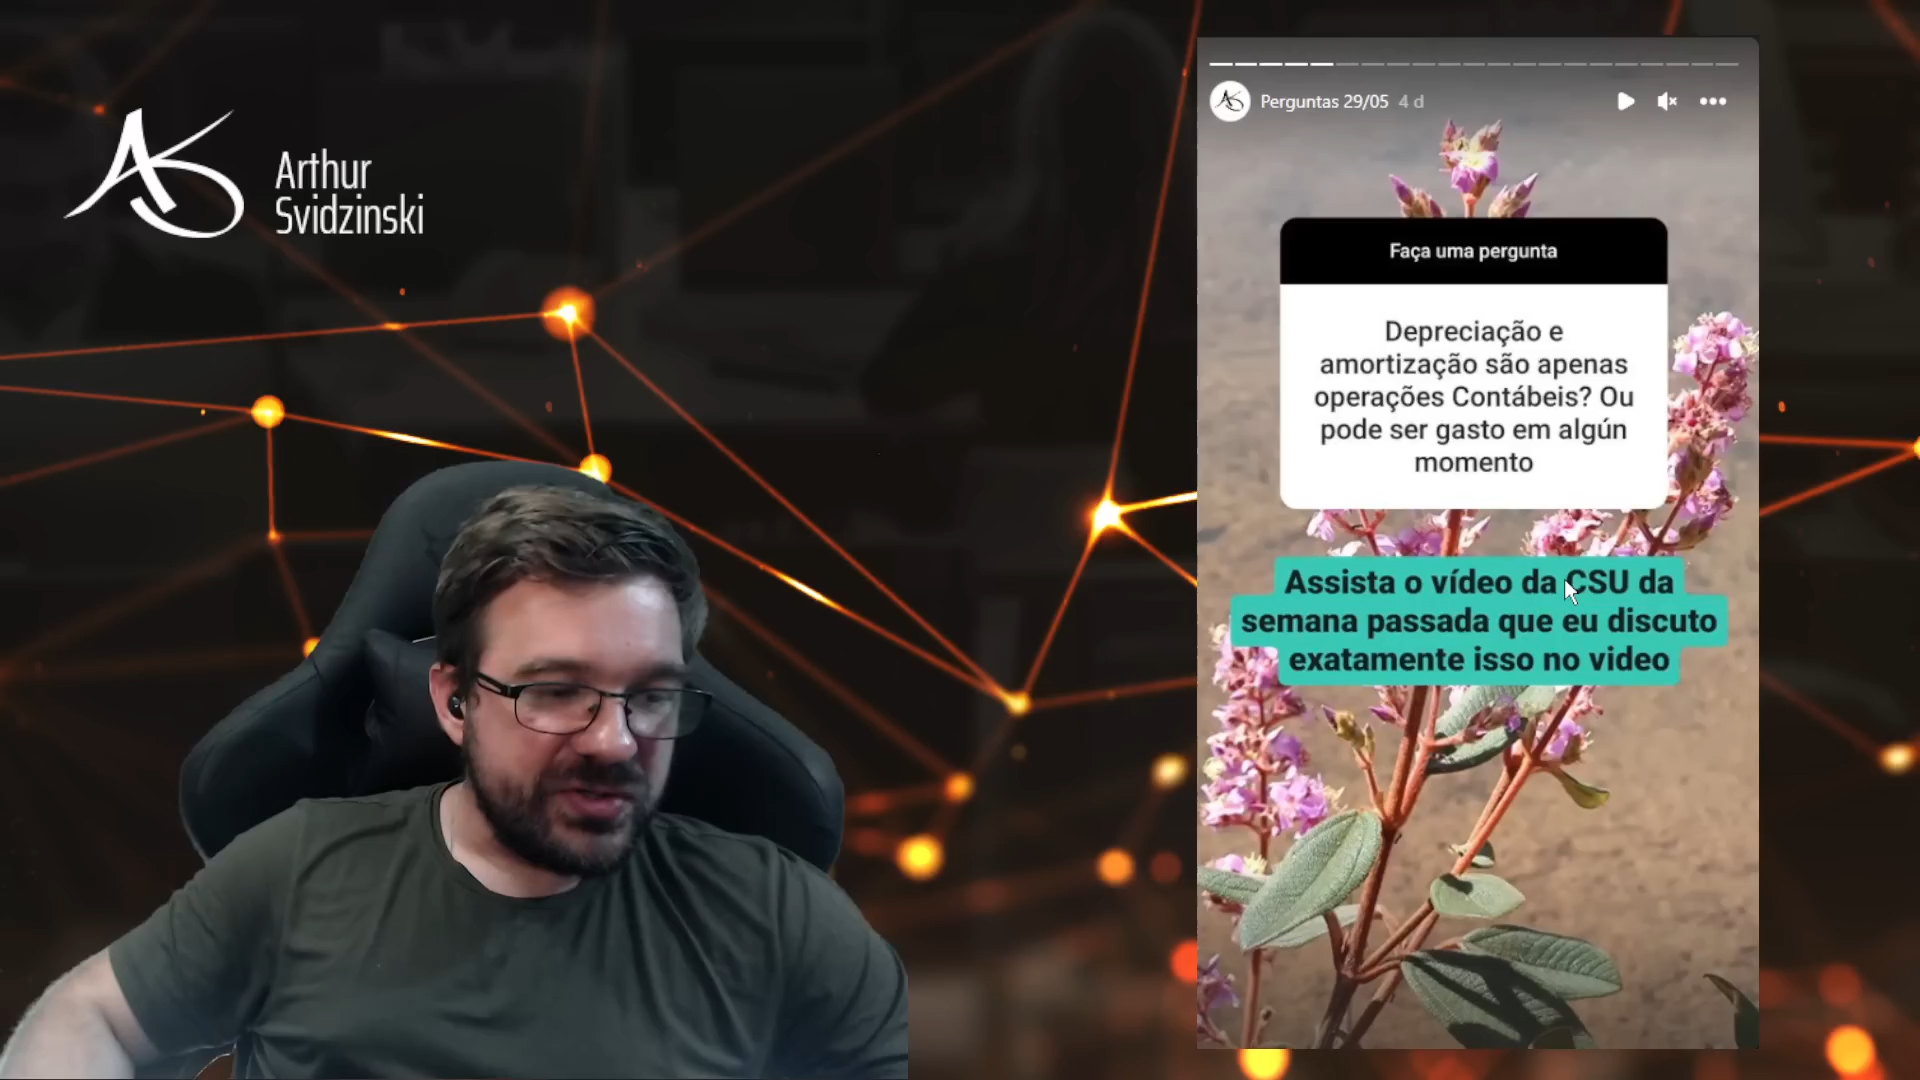 Arthur
Svidzinski
Perguntas 29/05 4 d
Faça uma pergunta
Depreciação e
amortização são apenas
operações Contábeis? Ou
pode ser gasto em algún
momento
Assista o vídeo da CSU da
semana passada que eu discuto
exatamente isso no video